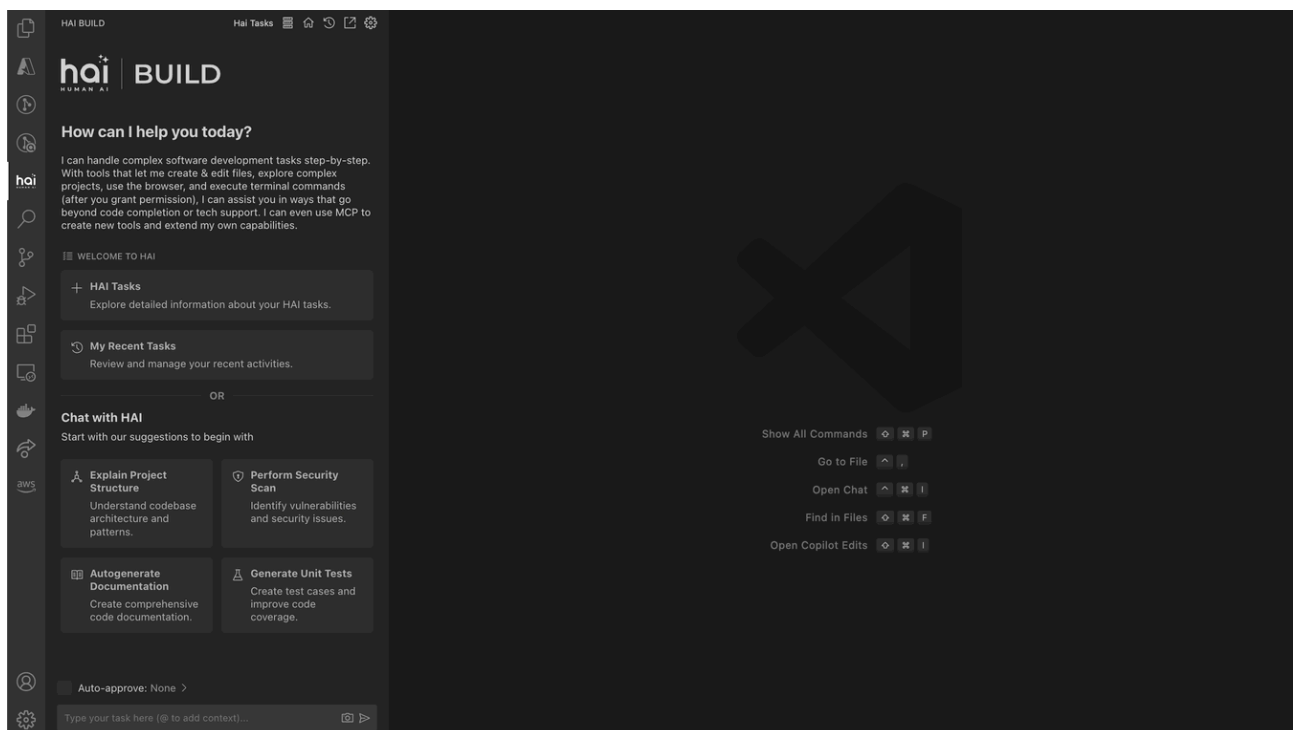 HAI BUILD
Hai Tasks
hai
HUMAN AI
BUILD
How can I help you today?
I can handle complex software development tasks step-by-step.
With tools that let me create & edit files, explore complex
projects, use the browser, and execute terminal commands
(after you grant permission), I can assist you in ways that go
beyond code completion or tech support. I can even use MCP to
create new tools and extend my own capabilities.
WELCOME TO HAI
HAI Tasks
Explore detailed information about your HAI tasks.
My Recent Tasks
Review and manage your recent activities.
OR
Chat with HAI
Start with our suggestions to begin with
Explain Project
Structure
Understand codebase
architecture and
patterns.
Perform Security
Scan
Identify vulnerabilities
and security issues.
Autogenerate
Documentation
Create comprehensive
code documentation.
Generate Unit Tests
Create test cases and
improve code
coverage.
Auto-approve: None
Type your task here (@ to add context)...
hai
aws
Show All Commands ⇧ ⌘ P
Go to File ^ ,
Open Chat ^ ⌘ I
Find in Files ⇧ ⌘ F
Open Copilot Edits ⇧ ⌘ I